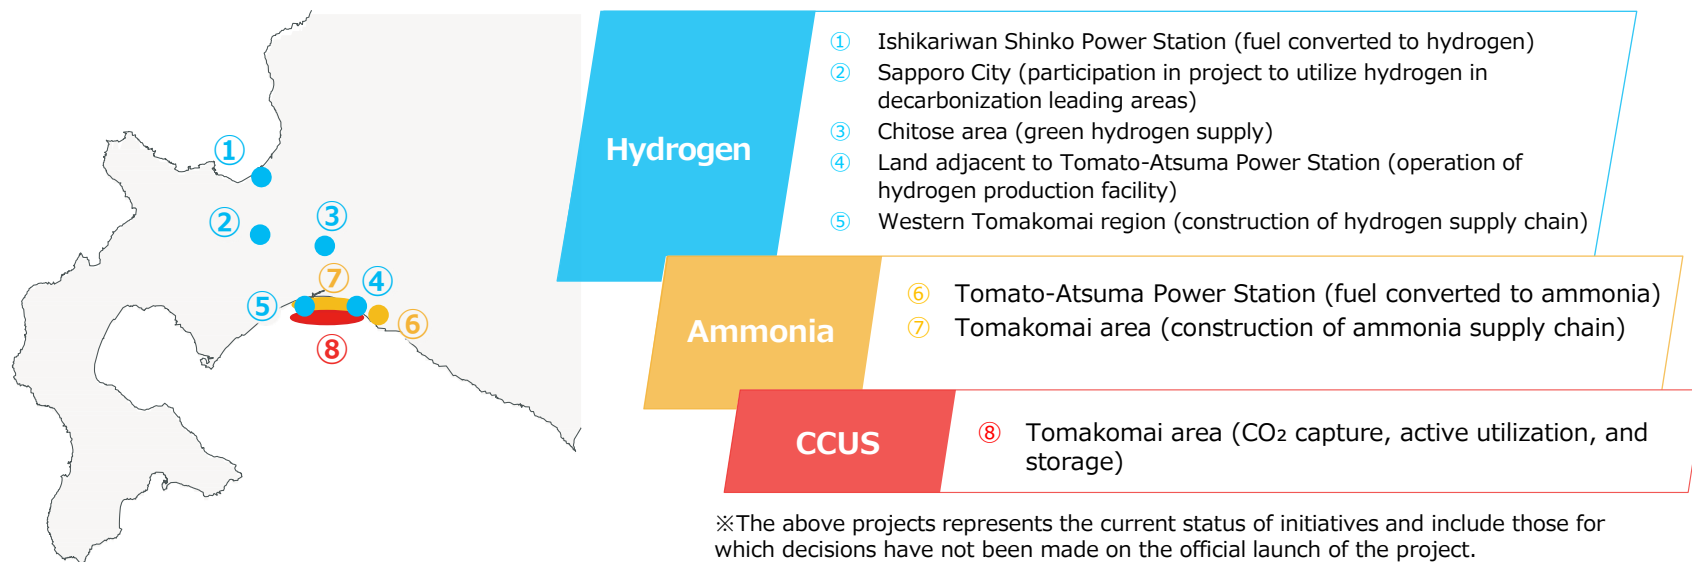 ①
②
③
⑦
④
⑤
⑥
⑧
Hydrogen
① Ishikariwan Shinko Power Station (fuel converted to hydrogen)
② Sapporo City (participation in project to utilize hydrogen in
decarbonization leading areas)
③ Chitose area (green hydrogen supply)
④ Land adjacent to Tomato-Atsuma Power Station (operation of
hydrogen production facility)
⑤ Western Tomakomai region (construction of hydrogen supply chain)
Ammonia
⑥ Tomato-Atsuma Power Station (fuel converted to ammonia)
⑦ Tomakomai area (construction of ammonia supply chain)
CCUS
⑧ Tomakomai area (CO₂ capture, active utilization, and
storage)
※The above projects represents the current status of initiatives and include those for
which decisions have not been made on the official launch of the project.